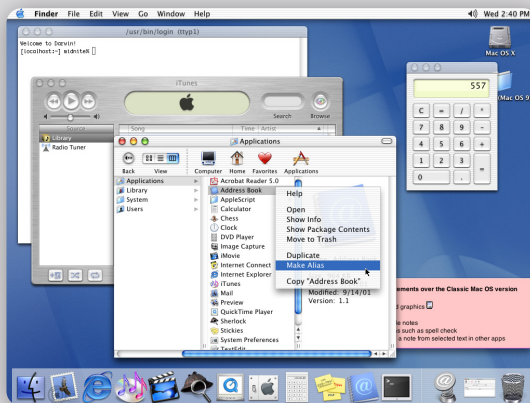 Finder File Edit View Go Window Help
Wed 2:40 PM
/usr/bin/login (ttyp1)
Welcome to Darwin!
[localhost:~] midnite%
Mac OS X
(Mac OS 9
iTunes
Search
Browse
Source
Song
Time
Artist
Library
Radio Tuner
557
C = / *
7 8 9 -
4 5 6 +
1 2 3 =
0 .
Applications
Back
View
Computer
Home
Favorites
Applications
Applications
Library
System
Users
Acrobat Reader 5.0
Address Book
AppleScript
Calculator
Chess
Clock
DVD Player
Image Capture
iMovie
Internet Connect
Internet Explorer
iTunes
Mail
Preview
QuickTime Player
Sherlock
Stickies
System Preferences
TextEdit
Help
Open
Show Info
Show Package Contents
Move to Trash
Duplicate
Make Alias
Copy "Address Book"
Modified: 9/14/01
Version: 1.1
ements over the Classic Mac OS version
d graphics
te notes
s such as spell check
a note from selected text in other apps